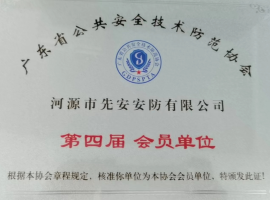 广东省公共安全技术防范协会
GDPSPTA
河源市先安安防有限公司
第四届 会员单位
根据本协会章程规定、核准你单位为本协会会员单位。特颁发此证!